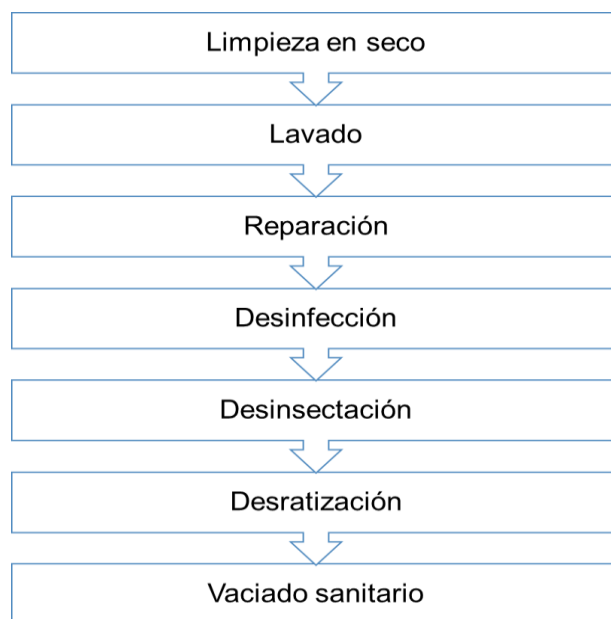 Limpieza en seco
Lavado
Reparación
Desinfección
Desinsectación
Desratización
Vaciado sanitario